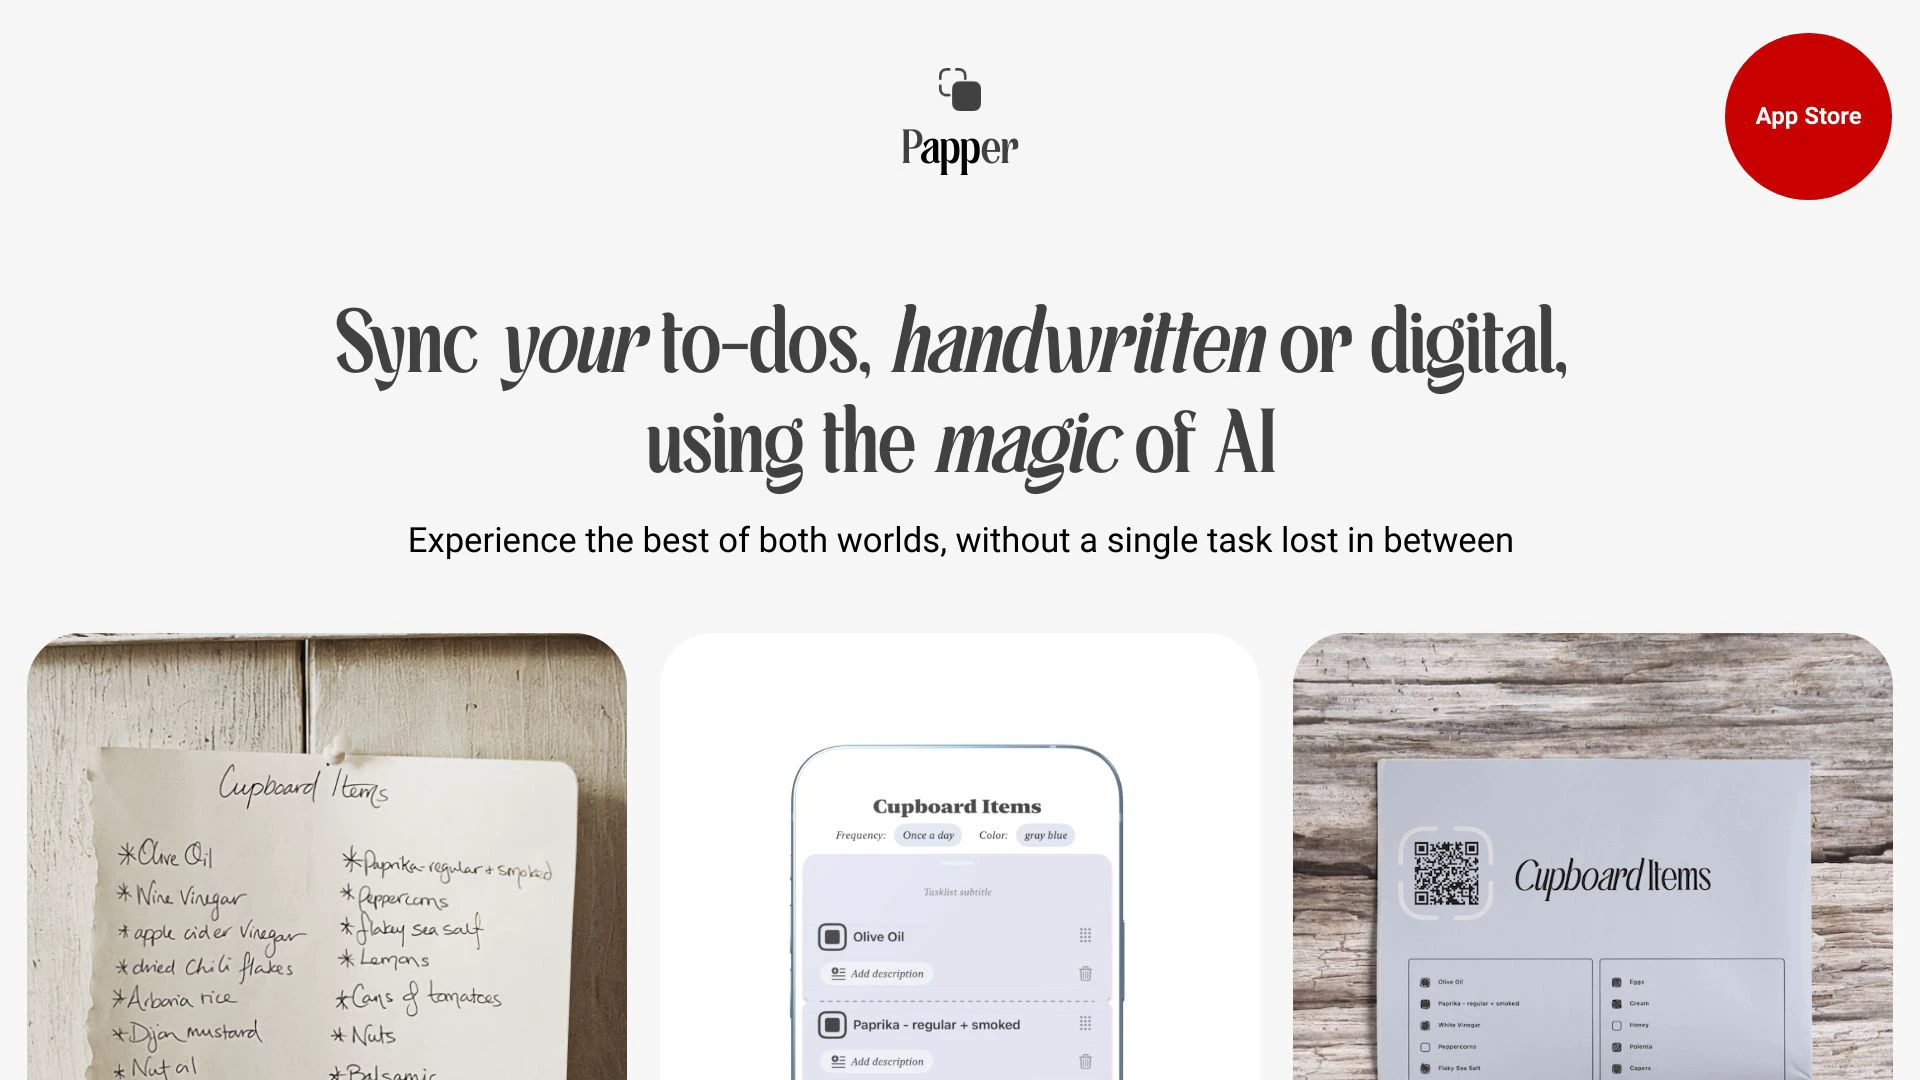 Papper
App Store
Sync your to-dos, handwritten or digital,
using the magic of AI
Experience the best of both worlds, without a single task lost in between
Cupboard Items
*Olive Oil
*Nine Vinegar
*apple cider Vinegar
*dried Chili flakes
*Arboria rice
*Dijon mustard
*Nut oil
*Paprika-regular + smoked
*Peppercorns
*flakey sea salt
*Lemons
*Cans of tomatoes
*Nuts
*Balsamic
Cupboard Items
Frequency: Once a day Color: gray blue
Tasklist subtitle
Olive Oil
Add description
Paprika - regular + smoked
Add description
Cupboard Items
Olive Oil
Paprika - regular + smoked
White Vinegar
Peppercorns
Flaky Sea Salt
Eggs
Cream
Honey
Polenta
Capers